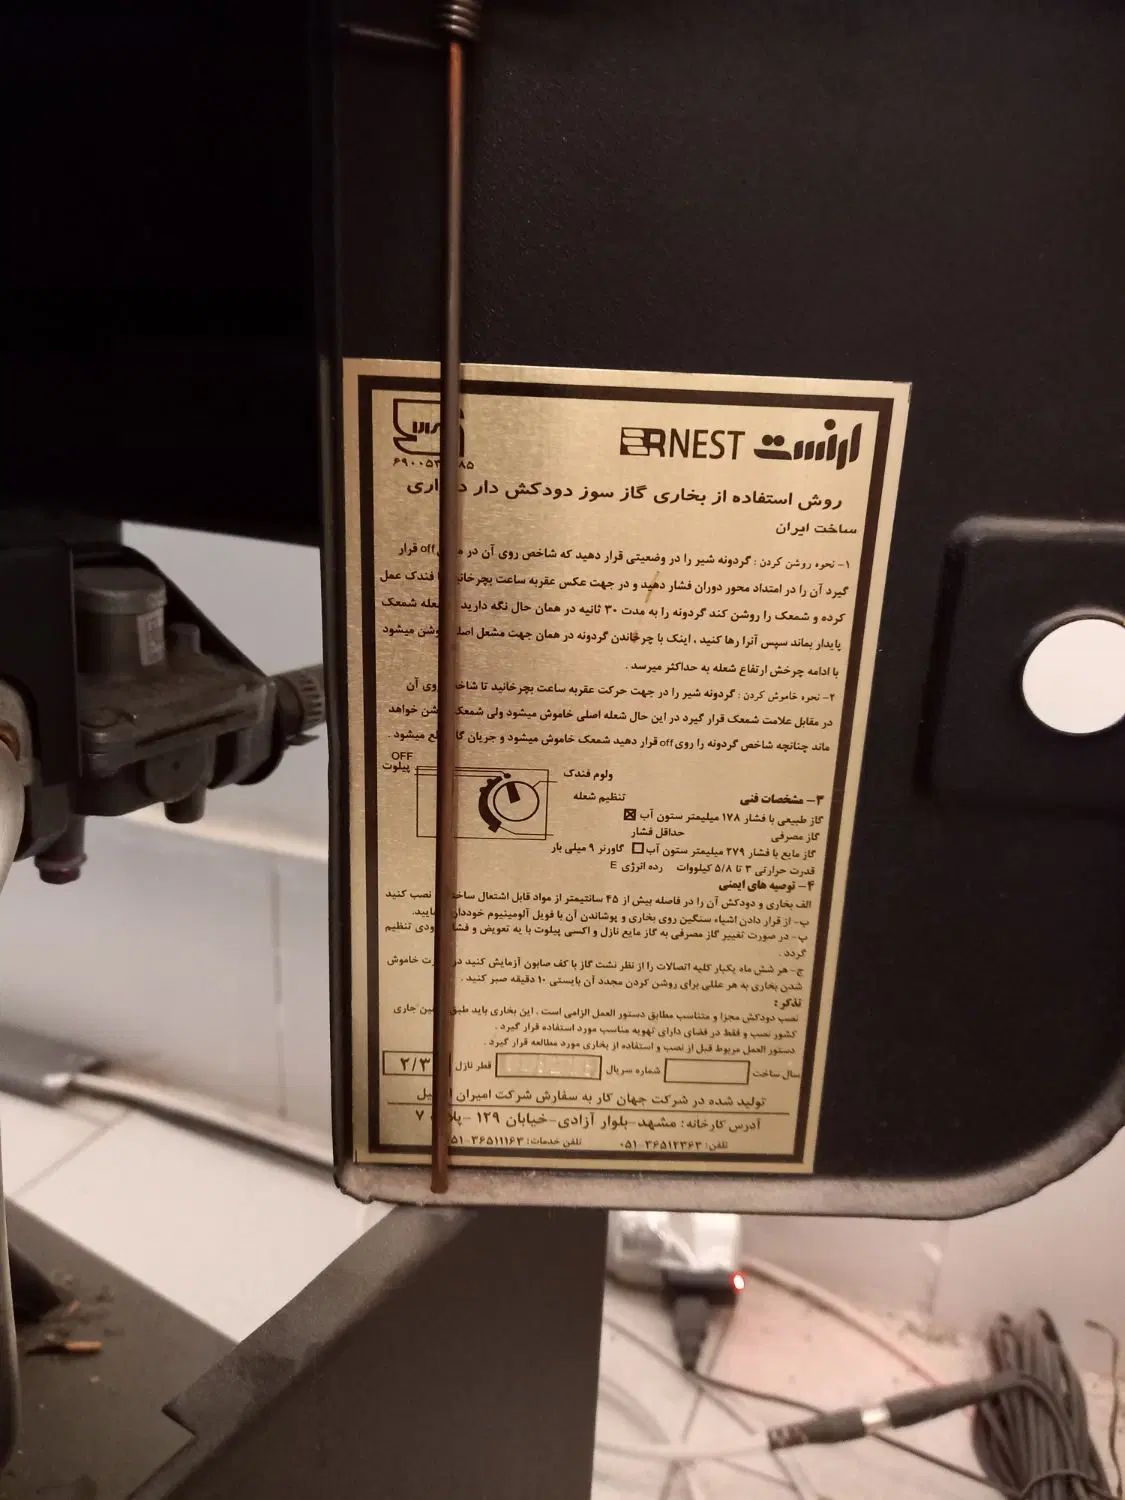 ارنست ERNEST
روش استفاده از بخاری گاز سوز دودکش دار
ساخت ایران
۱- نحوه روشن کردن : گردونه شیر را در وضعیتی قرار دهید که شاخص روی آن در off قرار
گیرد آن را در امتداد محور دوران فشار دهید و در جهت عکس عقربه ساعت بچرخانید فندک عمل
کرده و شمعک را روشن کند گردونه را به مدت ۳۰ ثانیه در همان حال نگه دارید شمعک
پایدار بماند سپس آنرا رها کنید . اینک با چرخاندن گردونه در همان جهت مشعل میشود
با ادامه چرخش ارتفاع شعله به حداکثر میرسد .
۲- نحوه خاموش کردن : گردونه شیر را در جهت حرکت عقربه ساعت بچرخانید تا روی آن
در مقابل علامت شمعک قرار گیرد در این حال شعله اصلی خاموش میشود ولی شمعک خواهد
ماند چنانچه شاخص گردونه را روی off قرار دهید شمعک خاموش میشود و جریان میشود .
OFF
پیلوت
ولوم فندک
تنظیم شعله
۳- مشخصات فنی
گاز طبیعی با فشار ۱۷۸ میلیمتر ستون آب
گاز مصرفی حداقل فشار
گاز مایع با فشار ۲۷۹ میلیمتر ستون آب گاورنر ۹ میلی بار
قدرت حرارتی ۳ تا ۵/۸ کیلووات رده انرژی E
۴- توصیه های ایمنی
الف بخاری و دودکش آن را در فاصله بیش از ۴۵ سانتیمتر از مواد قابل اشتعال نصب کنید
ب- از قرار دادن اشیاء سنگین روی بخاری و پوشاندن آن با فویل آلومینیوم
پ- در صورت تغییر گاز مصرفی به گاز مایع نازل و اکسی پیلوت با یه تعویض و تنظیم
گردد .
ج- هر شش ماه یکبار کلیه اتصالات را از نظر نشت گاز با کف صابون آزمایش کنید خاموش
شدن بخاری به هر عللی برای روشن کردن مجدد آن بایستی ۱۰ دقیقه صبر کنید .
تذکر :
نصب دودکش مجزا و متناسب مطابق دستور العمل الزامی است . این بخاری باید طبق جاری
کشور نصب و فقط در فضای دارای تهویه مناسب مورد استفاده قرار گیرد .
دستور العمل مربوط قبل از نصب و استفاده از بخاری مورد مطالعه قرار گیرد .
سال ساخت شماره سریال قطر نازل ۲/۳
تولید شده در شرکت جهان کار به سفارش شرکت امیران
آدرس کارخانه : مشهد-بلوار آزادی-خیابان ۱۲۹ ۷
تلفن: ۰۵۱-۳۶۵۱۲۳۶۳ تلفن خدمات: ۳۶۵۱۱۱۶۳